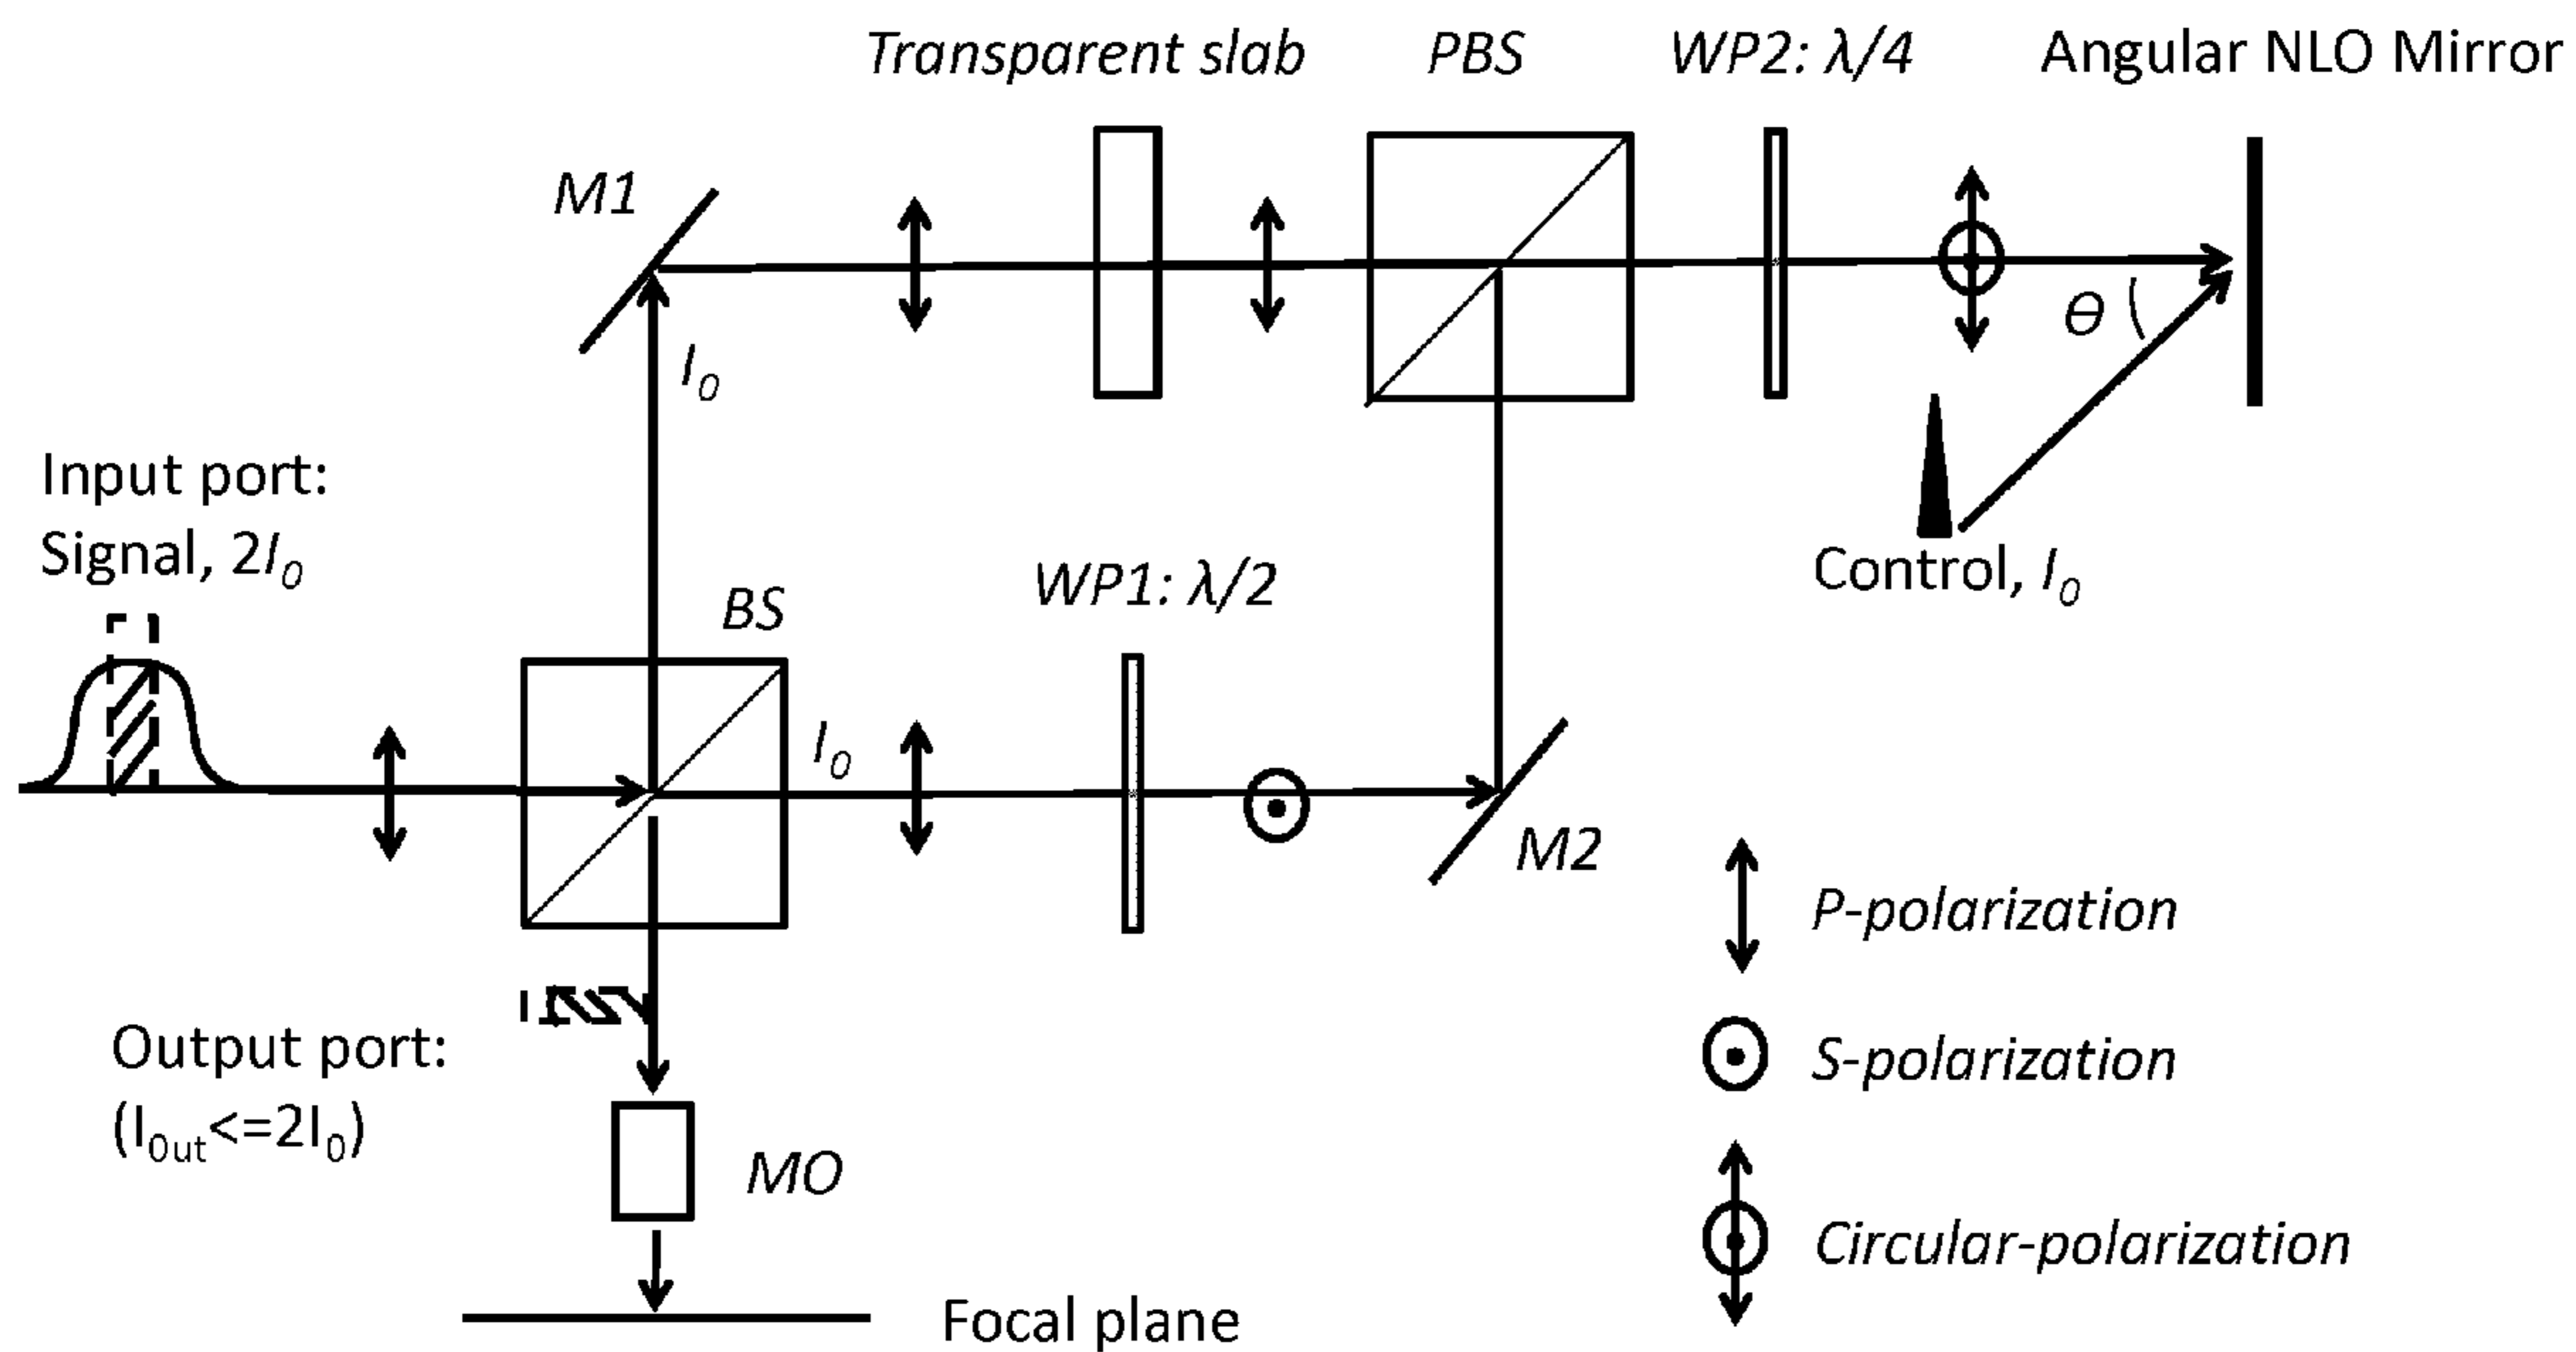 Transparent slab
PBS
WP2: λ/4
Angular NLO Mirror
M1
I0
θ
Input port:
Signal, 2I0
Control, I0
WP1: λ/2
BS
I0
M2
P-polarization
S-polarization
Circular-polarization
Output port:
(I0ut<=2I0)
MO
Focal plane